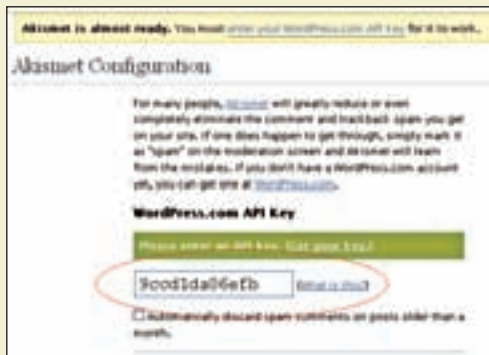 Akismet is almost ready. You must enter your WordPress.com API key for it to work.
Akismet Configuration
For many people, Akismet will greatly reduce or even
completely eliminate the comment and trackback spam you get
on your site. If one does happen to get through, simply mark it
as "spam" on the moderation screen and Akismet will learn
from the mistakes. If you don't have a WordPress.com account
yet, you can get one at WordPress.com.
WordPress.com API Key
Please enter an API key. (Get your key.)
(What is this?)
Automatically discard spam comments on posts older than a
month.